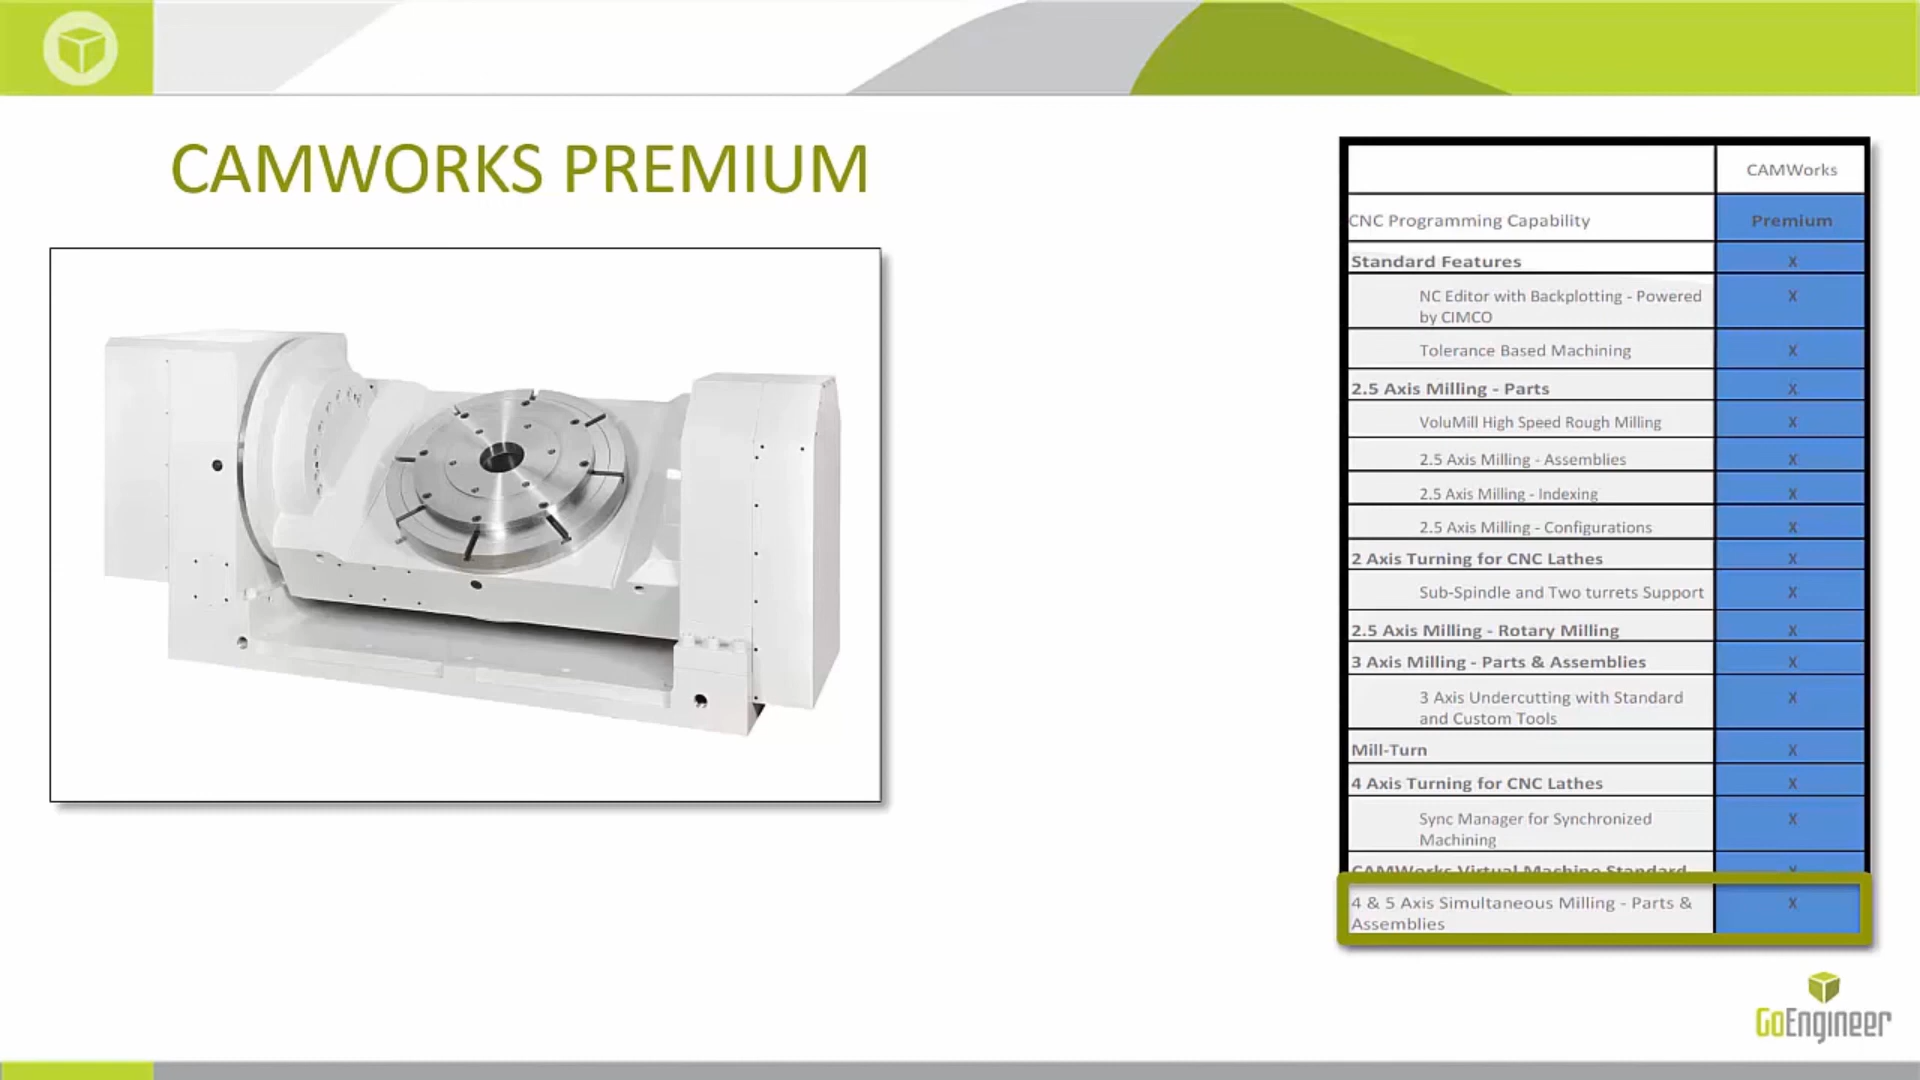 CAMWORKS PREMIUM
CAMWorks
CNC Programming Capability Premium
Standard Features X
NC Editor with Backplotting - Powered X
by CIMCO
Tolerance Based Machining X
2.5 Axis Milling - Parts X
VoluMill High Speed Rough Milling X
2.5 Axis Milling - Assemblies X
2.5 Axis Milling - Indexing X
2.5 Axis Milling - Configurations X
2 Axis Turning for CNC Lathes X
Sub-Spindle and Two turrets Support X
2.5 Axis Milling - Rotary Milling X
3 Axis Milling - Parts & Assemblies X
3 Axis Undercutting with Standard X
and Custom Tools
Mill-Turn X
4 Axis Turning for CNC Lathes X
Sync Manager for Synchronized X
Machining
CAMWorks Virtual Machine Standard X
4 & 5 Axis Simultaneous Milling - Parts & X
Assemblies
GoEngineer